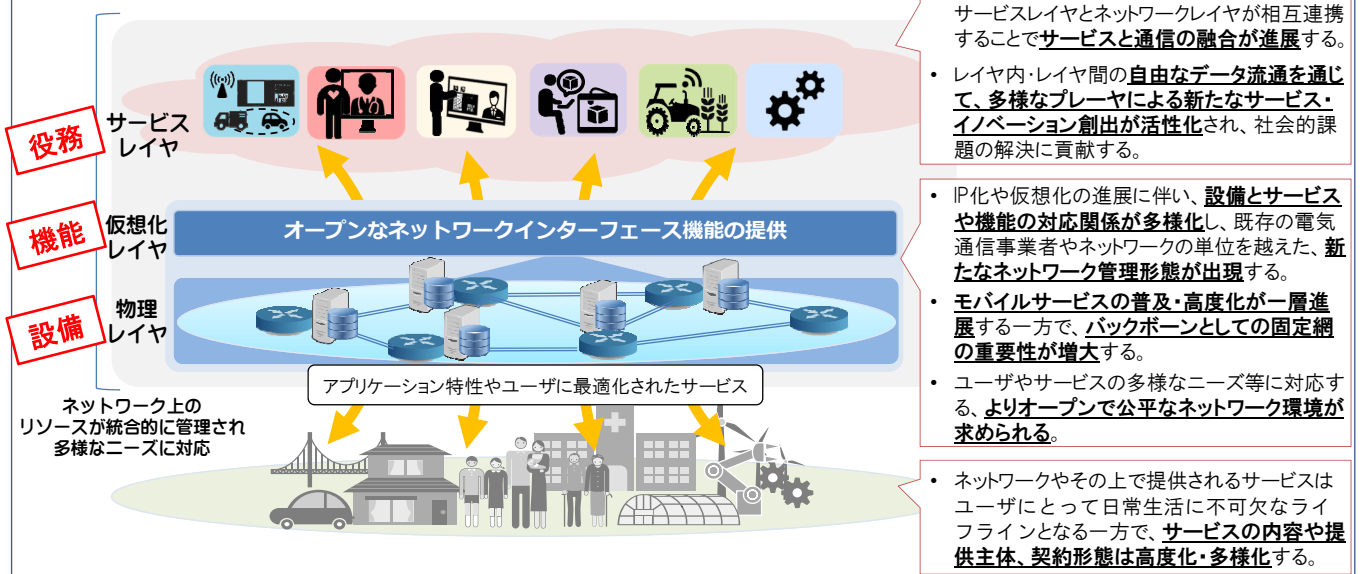 役務
サービス
レイヤ
機能
仮想化
レイヤ
オープンなネットワークインターフェース機能の提供
設備
物理
レイヤ
アプリケーション特性やユーザに最適化されたサービス
ネットワーク上の
リソースが統合的に管理され
多様なニーズに対応
サービスレイヤとネットワークレイヤが相互連携
することでサービスと通信の融合が進展する。
• レイヤ内・レイヤ間の自由なデータ流通を通じ
て、多様なプレーヤによる新たなサービス・
イノベーション創出が活性化され、社会的課
題の解決に貢献する。
• IP化や仮想化の進展に伴い、設備とサービス
や機能の対応関係が多様化し、既存の電気
通信事業者やネットワークの単位を越えた、新
たなネットワーク管理形態が出現する。
• モバイルサービスの普及・高度化が一層進
展する一方で、バックボーンとしての固定網
の重要性が増大する。
• ユーザやサービスの多様なニーズ等に対応す
る、よりオープンで公平なネットワーク環境が
求められる。
• ネットワークやその上で提供されるサービスは
ユーザにとって日常生活に不可欠なライ
フラインとなる一方で、サービスの内容や提
供主体、契約形態は高度化・多様化する。